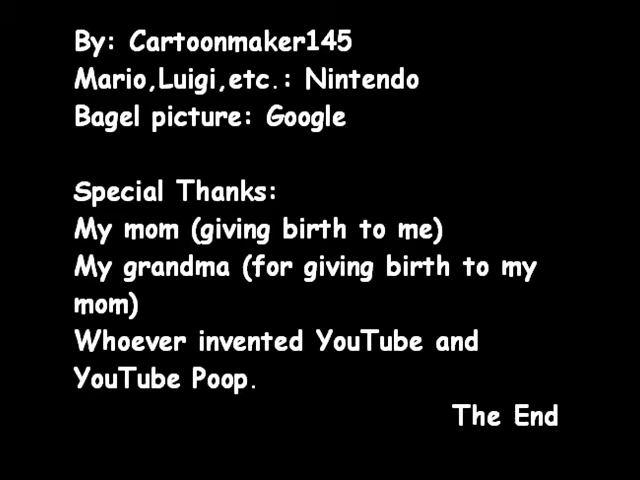 By: Cartoonmaker145
Mario,Luigi,etc.: Nintendo
Bagel picture: Google
Special Thanks:
My mom (giving birth to me)
My grandma (for giving birth to my
mom)
Whoever invented YouTube and
YouTube Poop.
The End